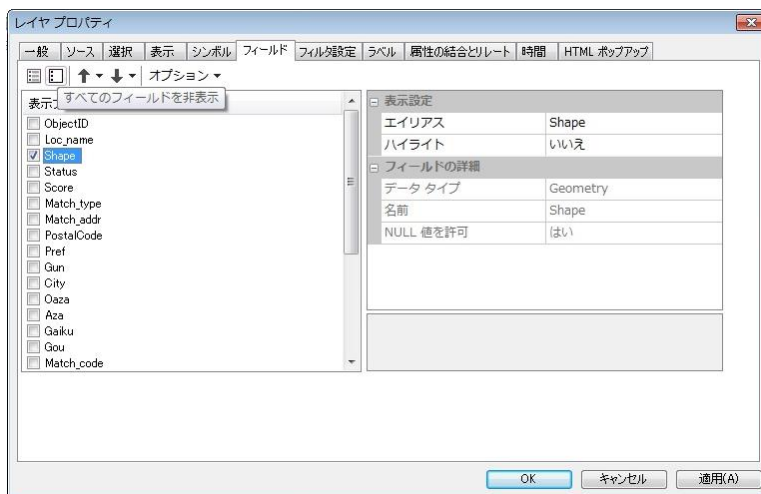 レイヤ プロパティ
一般 ソース 選択 表示 シンボル フィールド フィルタ設定 ラベル 属性の結合とリレート 時間 HTML ポップアップ
オプション
すべてのフィールドを非表示
ObjectID
Loc_name
Shape
Status
Score
Match_type
Match_addr
PostalCode
Pref
Gun
City
Oaza
Aza
Gaiku
Gou
Match_code
表示設定
エイリアス Shape
ハイライト いいえ
フィールドの詳細
データ タイプ Geometry
名前 Shape
NULL 値を許可 はい
OK キャンセル 適用(A)